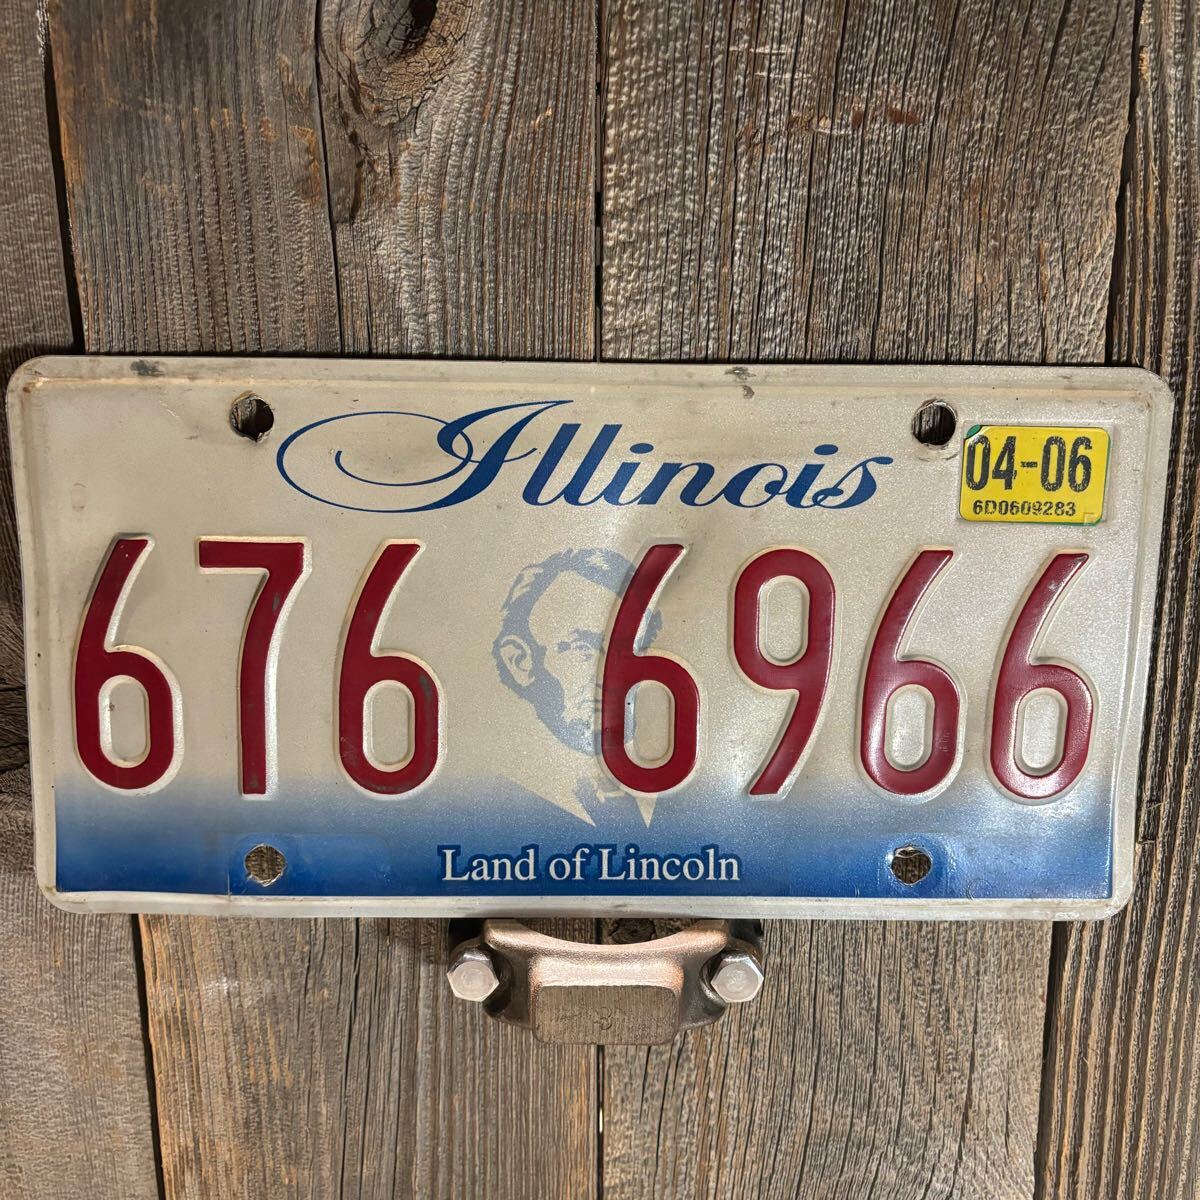 Illinois
04-06
6D0609283
676 6966
Land of Lincoln